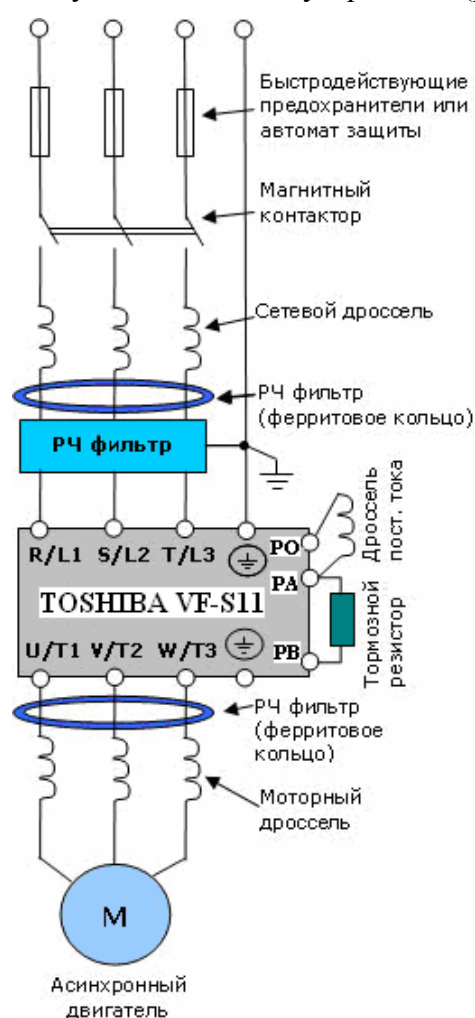 Быстродействующие
предохранители или
автомат защиты
Магнитный
контактор
Сетевой дроссель
РЧ фильтр
(ферритовое кольцо)
РЧ фильтр
R/L1 S/L2 T/L3
PO
Дроссель
пост. тока
PA
TOSHIBA VF-S11
Тормозной
резистор
U/T1 V/T2 W/T3
PB
РЧ фильтр
(ферритовое
кольцо)
Моторный
дроссель
М
Асинхронный
двигатель